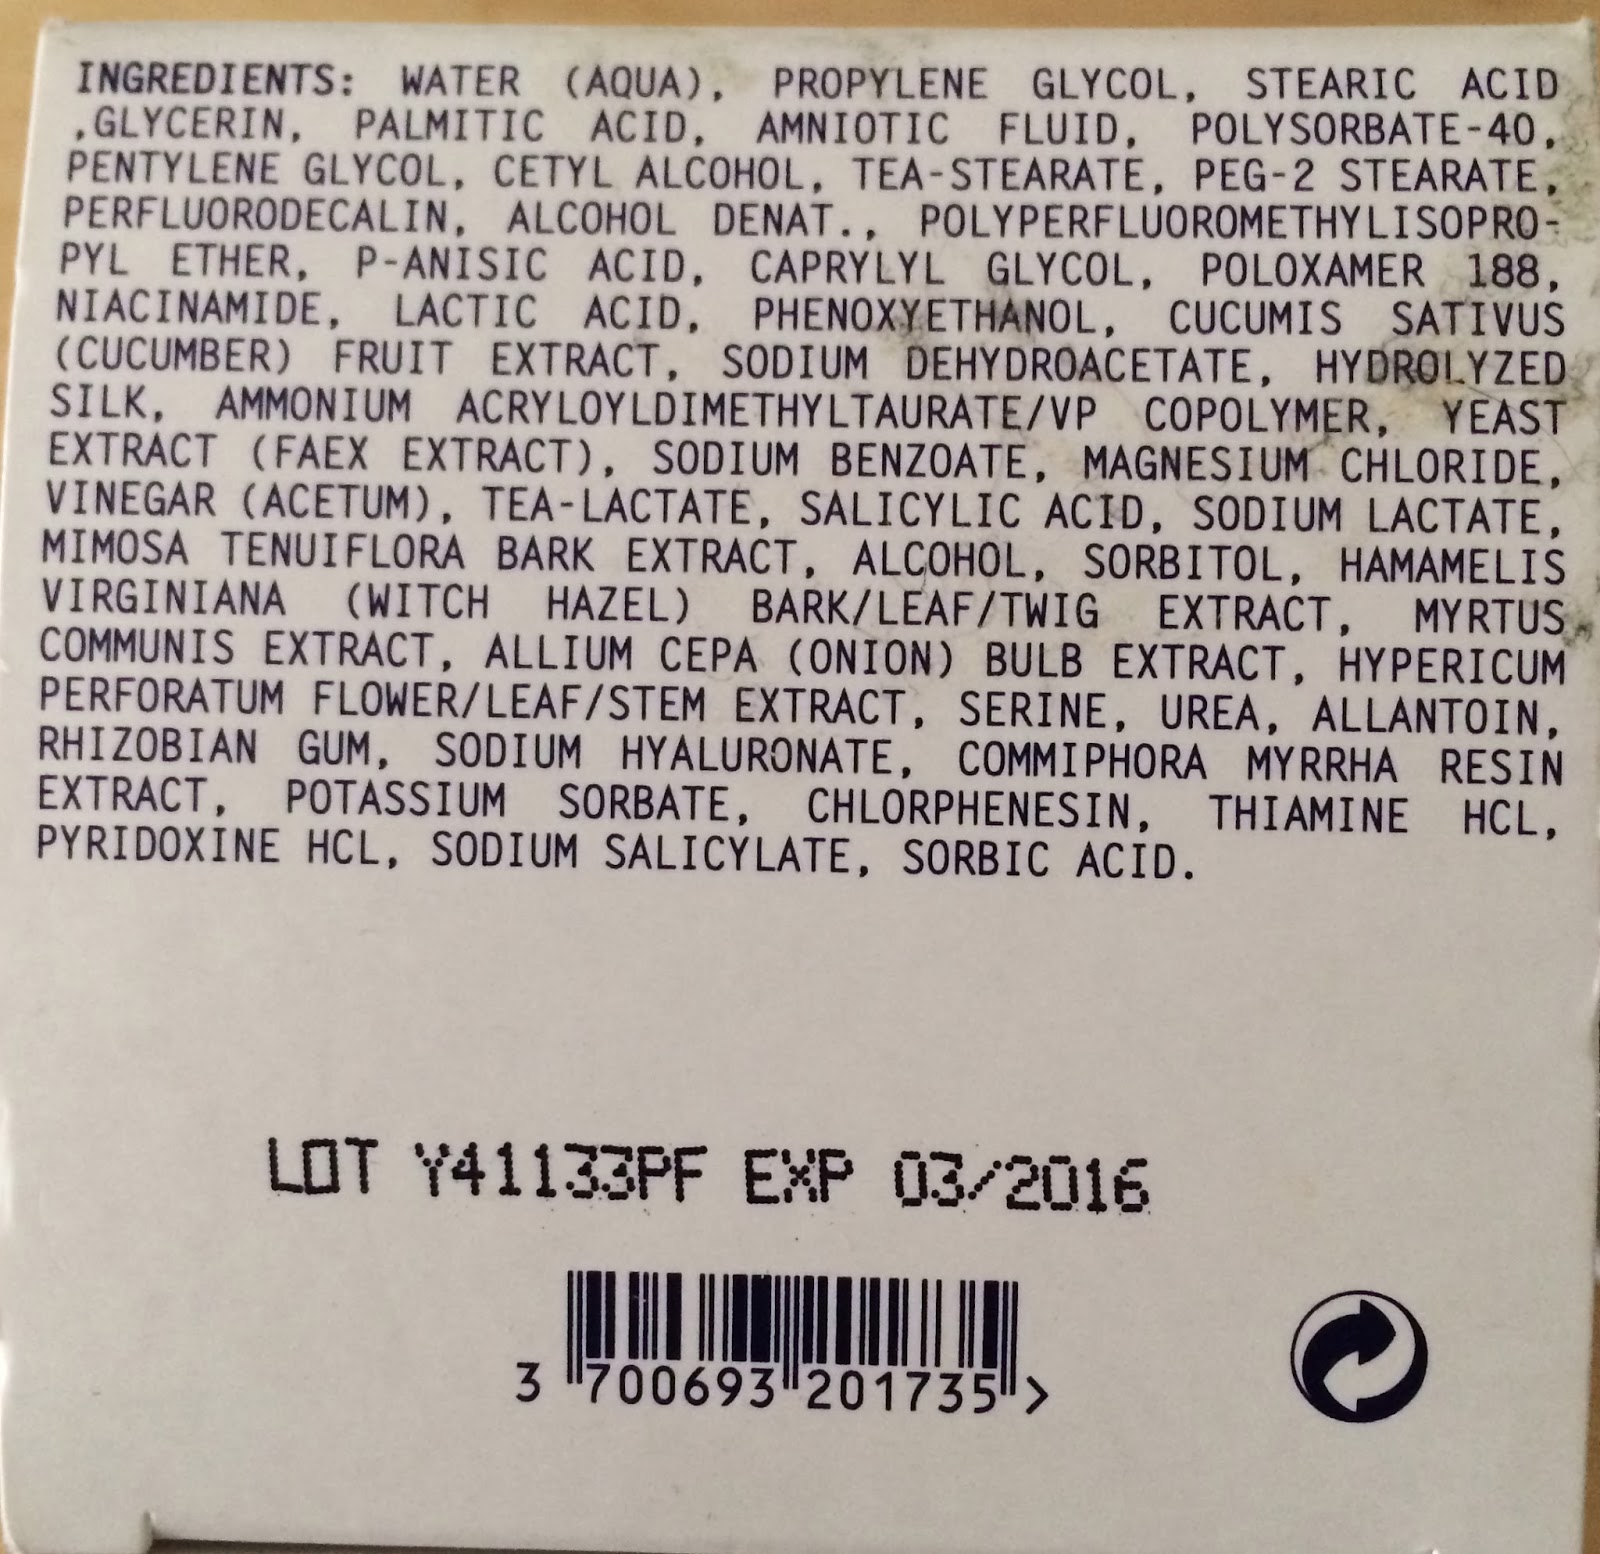 INGREDIENTS: WATER (AQUA), PROPYLENE GLYCOL, STEARIC ACID
,GLYCERIN, PALMITIC ACID, AMNIOTIC FLUID, POLYSORBATE-40,
PENTYLENE GLYCOL, CETYL ALCOHOL, TEA-STEARATE, PEG-2 STEARATE,
PERFLUORODECALIN, ALCOHOL DENAT., POLYPERFLUOROMETHYLISOPRO-
PYL ETHER, P-ANISIC ACID, CAPRYLYL GLYCOL, POLOXAMER 188,
NIACINAMIDE, LACTIC ACID, PHENOXYETHANOL, CUCUMIS SATIVUS
(CUCUMBER) FRUIT EXTRACT, SODIUM DEHYDROACETATE, HYDROLYZED
SILK, AMMONIUM ACRYLOYLDIMETHYLTAURATE/VP COPOLYMER, YEAST
EXTRACT (FAEX EXTRACT), SODIUM BENZOATE, MAGNESIUM CHLORIDE,
VINEGAR (ACETUM), TEA-LACTATE, SALICYLIC ACID, SODIUM LACTATE,
MIMOSA TENUIFLORA BARK EXTRACT, ALCOHOL, SORBITOL, HAMAMELIS
VIRGINIANA (WITCH HAZEL) BARK/LEAF/TWIG EXTRACT, MYRTUS
COMMUNIS EXTRACT, ALLIUM CEPA (ONION) BULB EXTRACT, HYPERICUM
PERFORATUM FLOWER/LEAF/STEM EXTRACT, SERINE, UREA, ALLANTOIN,
RHIZOBIAN GUM, SODIUM HYALURONATE, COMMIPHORA MYRRHA RESIN
EXTRACT, POTASSIUM SORBATE, CHLORPHENESIN, THIAMINE HCL,
PYRIDOXINE HCL, SODIUM SALICYLATE, SORBIC ACID.
LOT Y41133PF EXP 03/2016
3 700693 201735 >